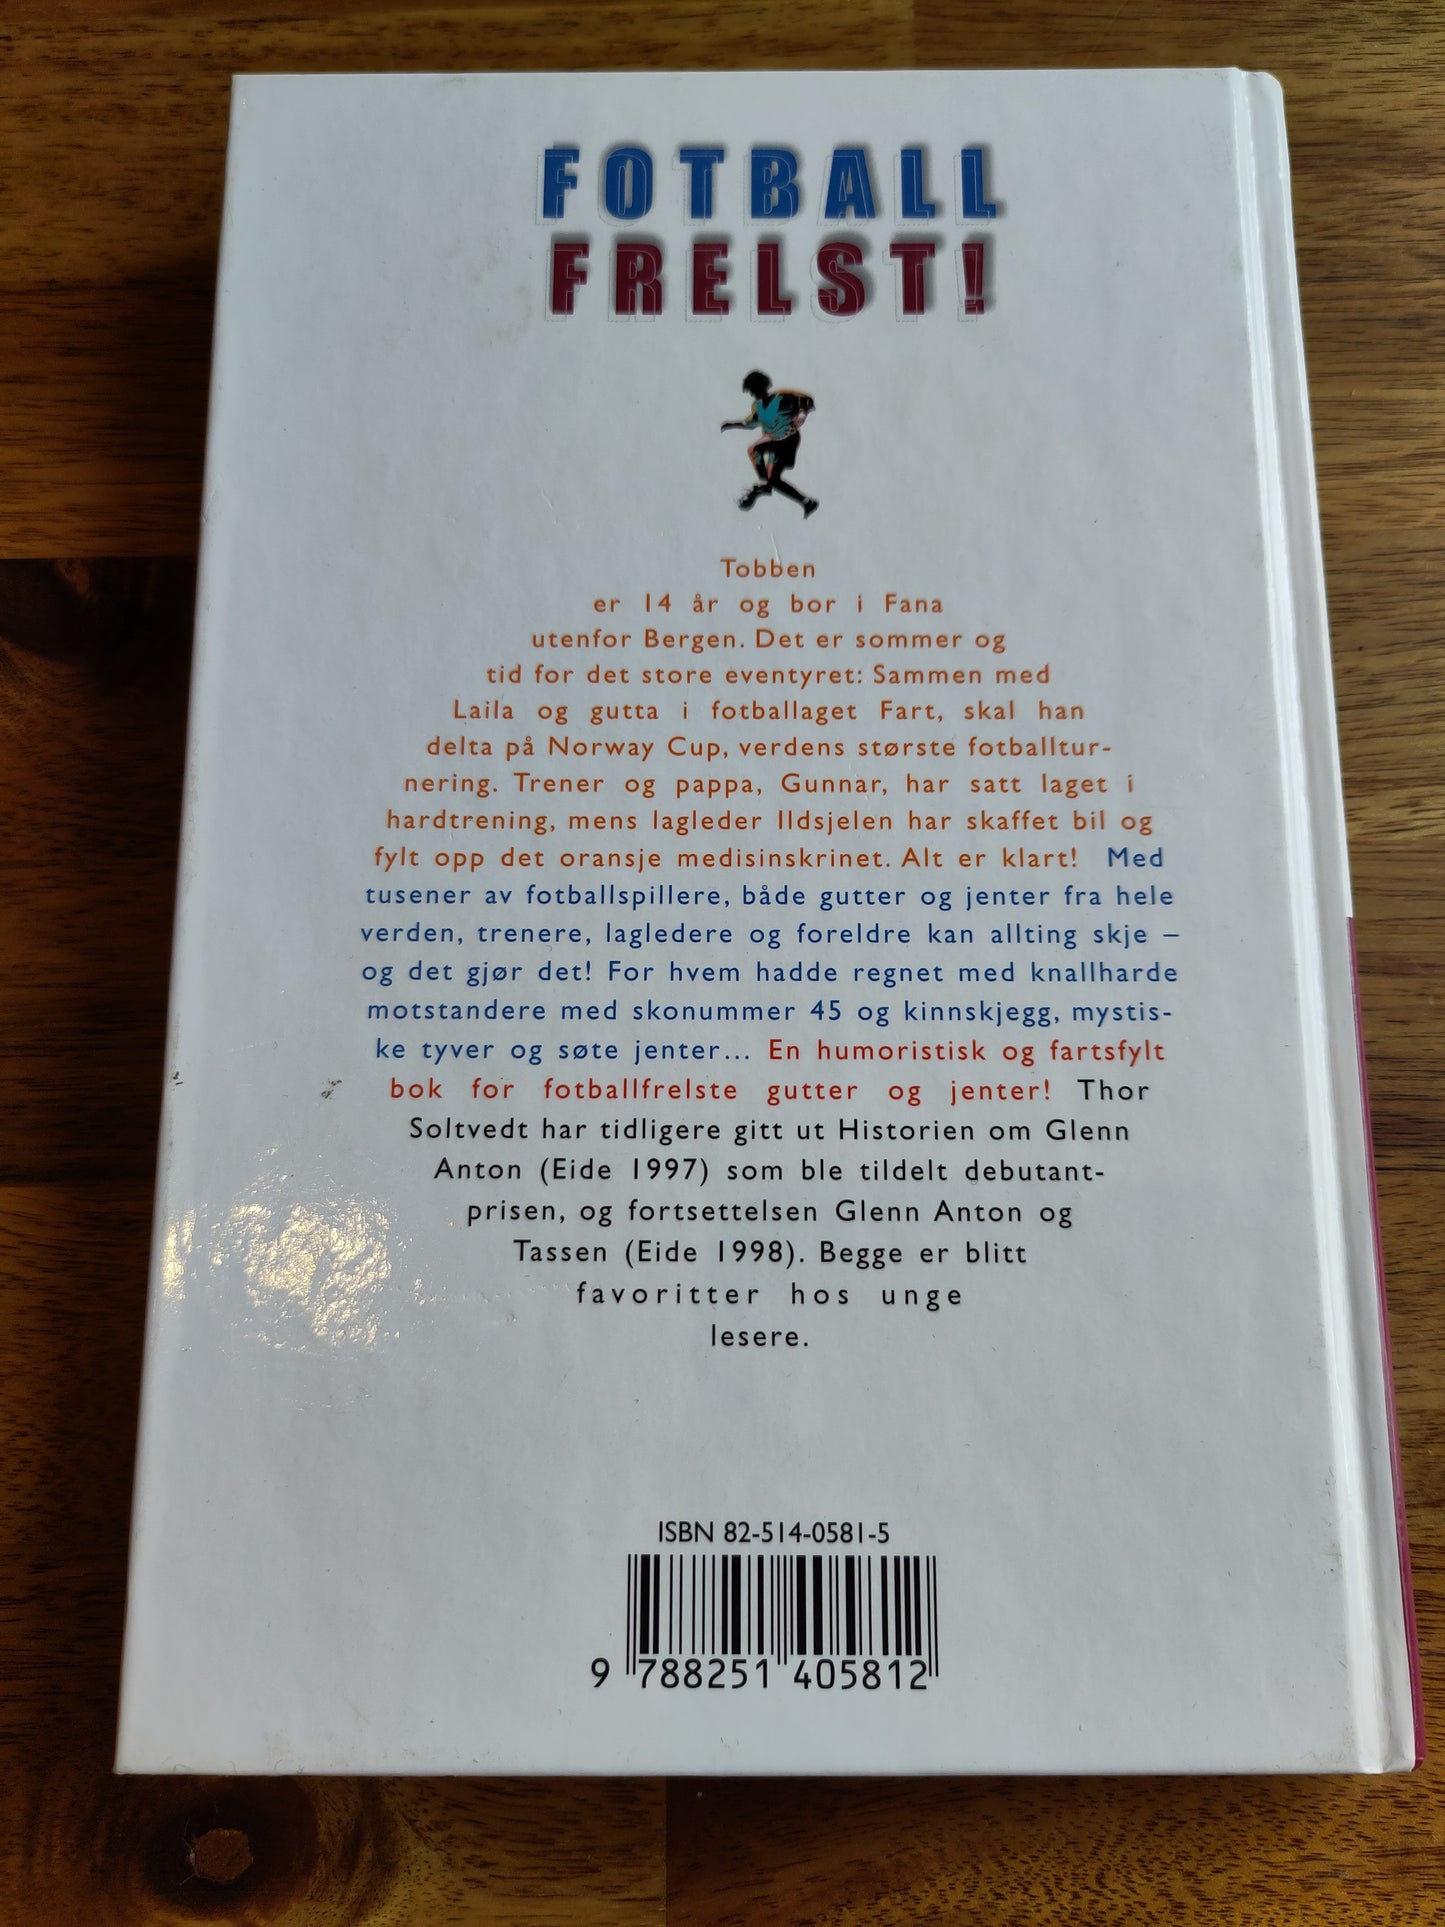 FOTBALL
FRELST!
Tobben
er 14 år og bor i Fana
utenfor Bergen. Det er sommer og
tid for det store eventyret: Sammen med
Laila og gutta i fotballaget Fart, skal han
delta på Norway Cup, verdens største fotballtur-
nering. Trener og pappa, Gunnar, har satt laget i
hardtrening, mens lagleder Ildsjelen har skaffet bil og
fylt opp det oransje medisinskrinet. Alt er klart! Med
tusener av fotballspillere, både gutter og jenter fra hele
verden, trenere, lagledere og foreldre kan allting skje –
og det gjør det! For hvem hadde regnet med knallharde
motstandere med skonummer 45 og kinnskjegg, mystis-
ke tyver og søte jenter... En humoristisk og fartsfylt
bok for fotballfrelste gutter og jenter! Thor
Soltvedt har tidligere gitt ut Historien om Glenn
Anton (Eide 1997) som ble tildelt debutant-
prisen, og fortsettelsen Glenn Anton og
Tassen (Eide 1998). Begge er blitt
favoritter hos unge
lesere.
ISBN 82-514-0581-5
9 788251 405812